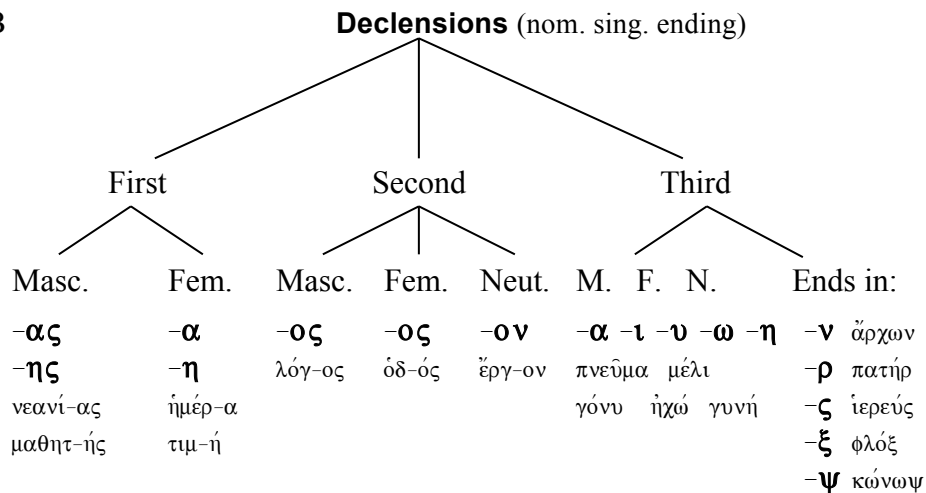 3
Declensions (nom. sing. ending)
First Second Third
Masc. Fem. Masc. Fem. Neut. M. F. N. Ends in:
-ας -α -ος -ος -ον -α -ι -υ -ω -η -ν ἄρχων
-ης -η λόγ-ος ὁδ-ός ἔργ-ον πνεῦμα μέλι -ρ πατήρ
νεανί-ας ἡμέρ-α γόνυ ἠχώ γυνή -ς ἱερεύς
μαθητ-ής τιμ-ή -ξ φλόξ
-ψ κώνωψ